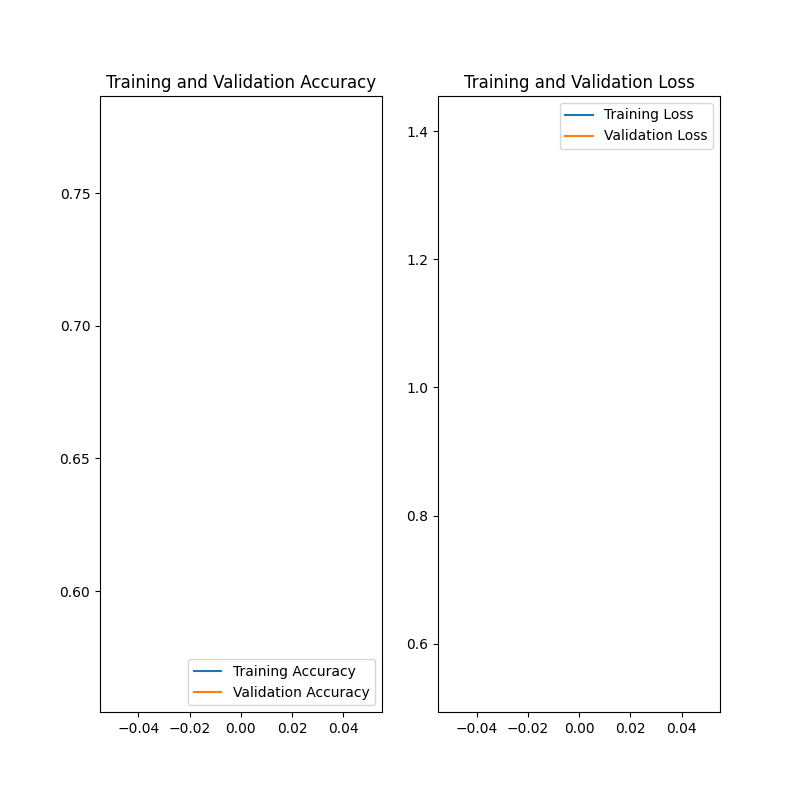 Training and Validation Accuracy
0.75
0.70
0.65
0.60
Training Accuracy
Validation Accuracy
−0.04 −0.02 0.00 0.02 0.04
Training and Validation Loss
1.4
1.2
1.0
0.8
0.6
Training Loss
Validation Loss
−0.04 −0.02 0.00 0.02 0.04